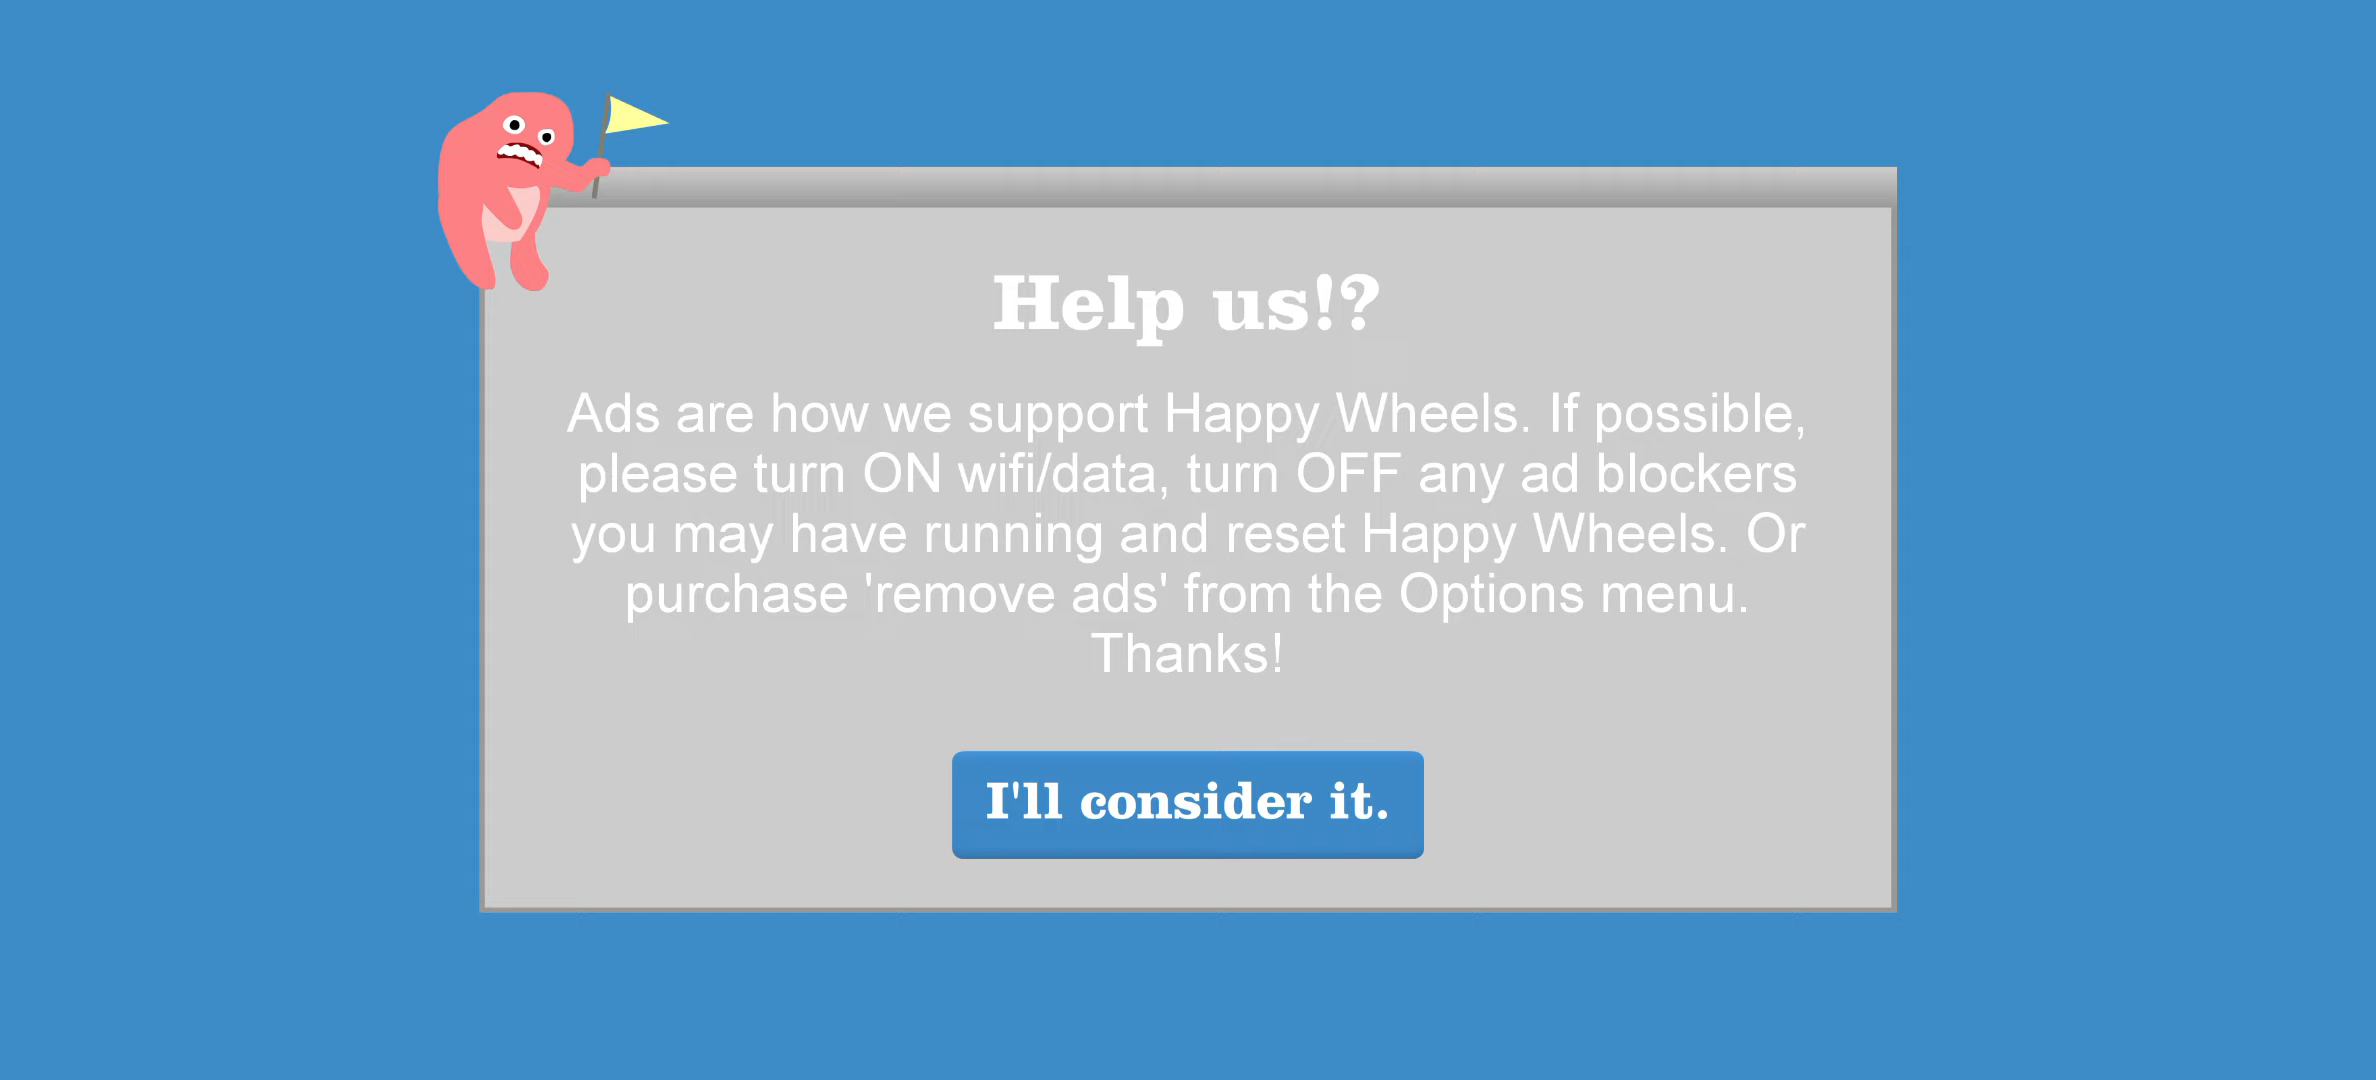 Help us!?
Ads are how we support Happy Wheels. If possible,
please turn ON wifi/data, turn OFF any ad blockers
you may have running and reset Happy Wheels. Or
purchase 'remove ads' from the Options menu.
Thanks!
I'll consider it.